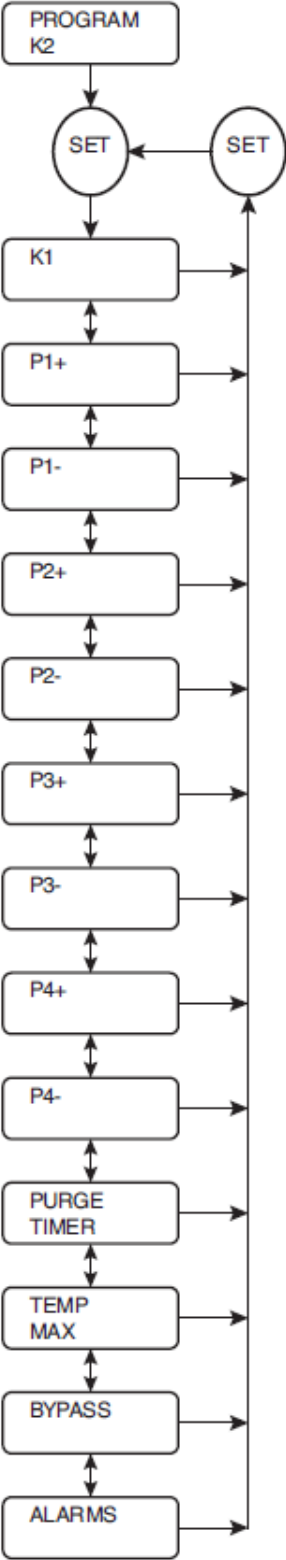 PROGRAM
K2
SET
SET
K1
P1+
P1-
P2+
P2-
P3+
P3-
P4+
P4-
PURGE
TIMER
TEMP
MAX
BYPASS
ALARMS